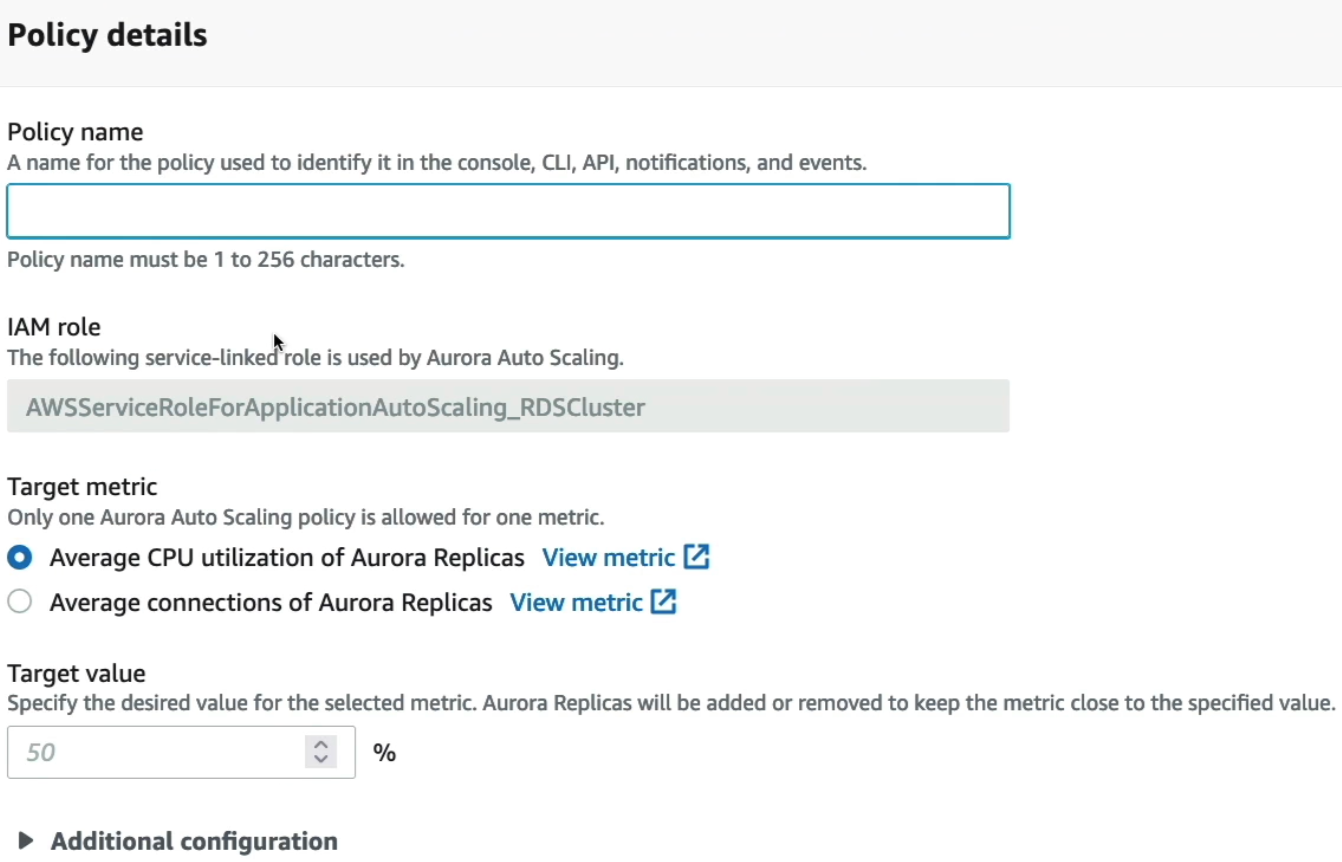 Policy details
Policy name
A name for the policy used to identify it in the console, CLI, API, notifications, and events.
Policy name must be 1 to 256 characters.
IAM role
The following service-linked role is used by Aurora Auto Scaling.
AWSServiceRoleForApplicationAutoScaling_RDSCluster
Target metric
Only one Aurora Auto Scaling policy is allowed for one metric.
Average CPU utilization of Aurora Replicas View metric
Average connections of Aurora Replicas View metric
Target value
Specify the desired value for the selected metric. Aurora Replicas will be added or removed to keep the metric close to the specified value.
50 %
Additional configuration